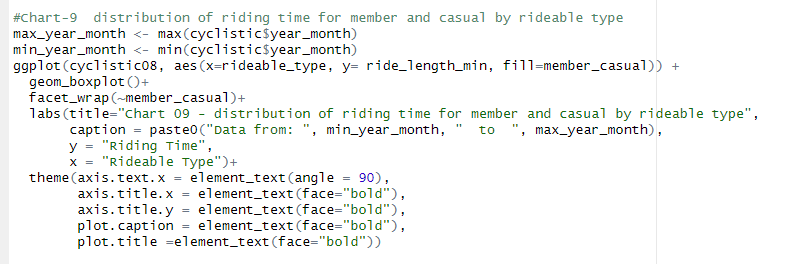 #Chart-9  distribution of riding time for member and casual by rideable type
max_year_month <- max(cyclistic$year_month)
min_year_month <- min(cyclistic$year_month)
ggplot(cyclistic08, aes(x=rideable_type, y= ride_length_min, fill=member_casual)) +
  geom_boxplot()+
  facet_wrap(~member_casual)+
  labs(title="Chart 09 - distribution of riding time for member and casual by rideable type",
       caption = paste0("Data from: ", min_year_month, "  to  ", max_year_month),
       y = "Riding Time",
       x = "Rideable Type")+
  theme(axis.text.x = element_text(angle = 90),
        axis.title.x = element_text(face="bold"),
        axis.title.y = element_text(face="bold"),
        plot.caption = element_text(face="bold"),
        plot.title =element_text(face="bold"))